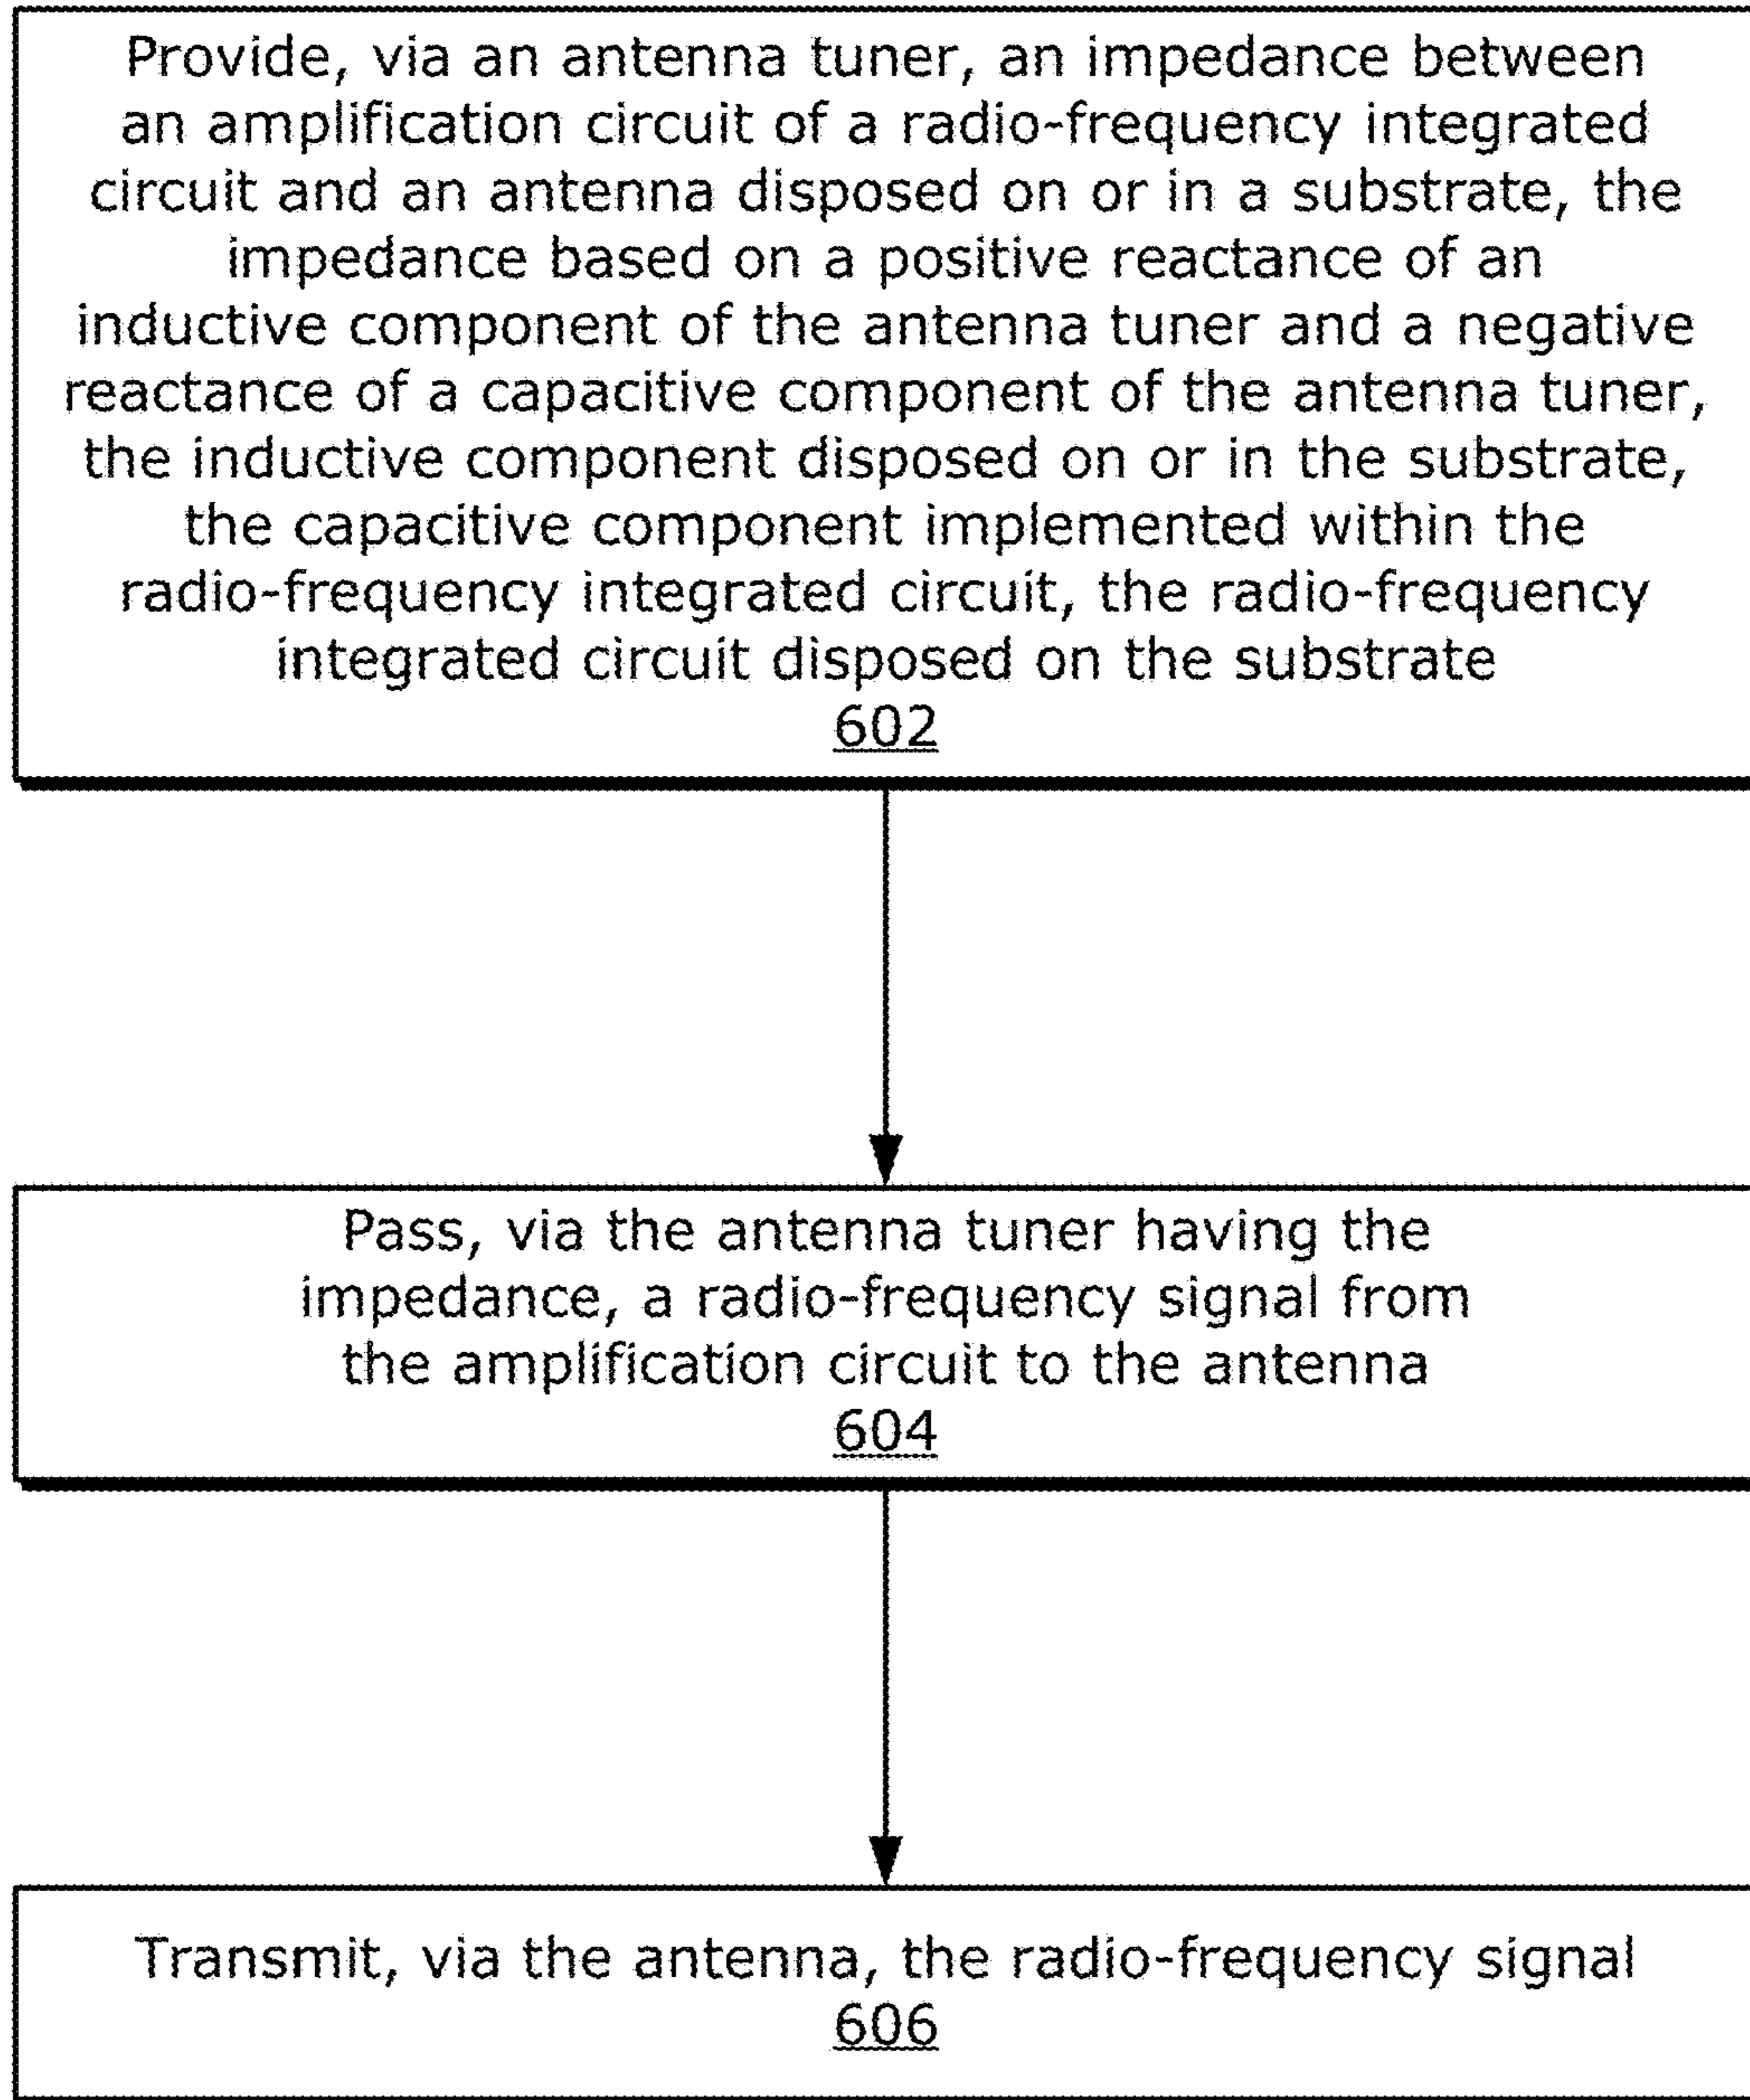 Provide, via an antenna tuner, an impedance between
an amplification circuit of a radio-frequency integrated
circuit and an antenna disposed on or in a substrate, the
impedance based on a positive reactance of an
inductive component of the antenna tuner and a negative
reactance of a capacitive component of the antenna tuner,
the inductive component disposed on or in the substrate,
the capacitive component implemented within the
radio-frequency integrated circuit, the radio-frequency
integrated circuit disposed on the substrate
602
Pass, via the antenna tuner having the
impedance, a radio-frequency signal from
the amplification circuit to the antenna
604
Transmit, via the antenna, the radio-frequency signal
606